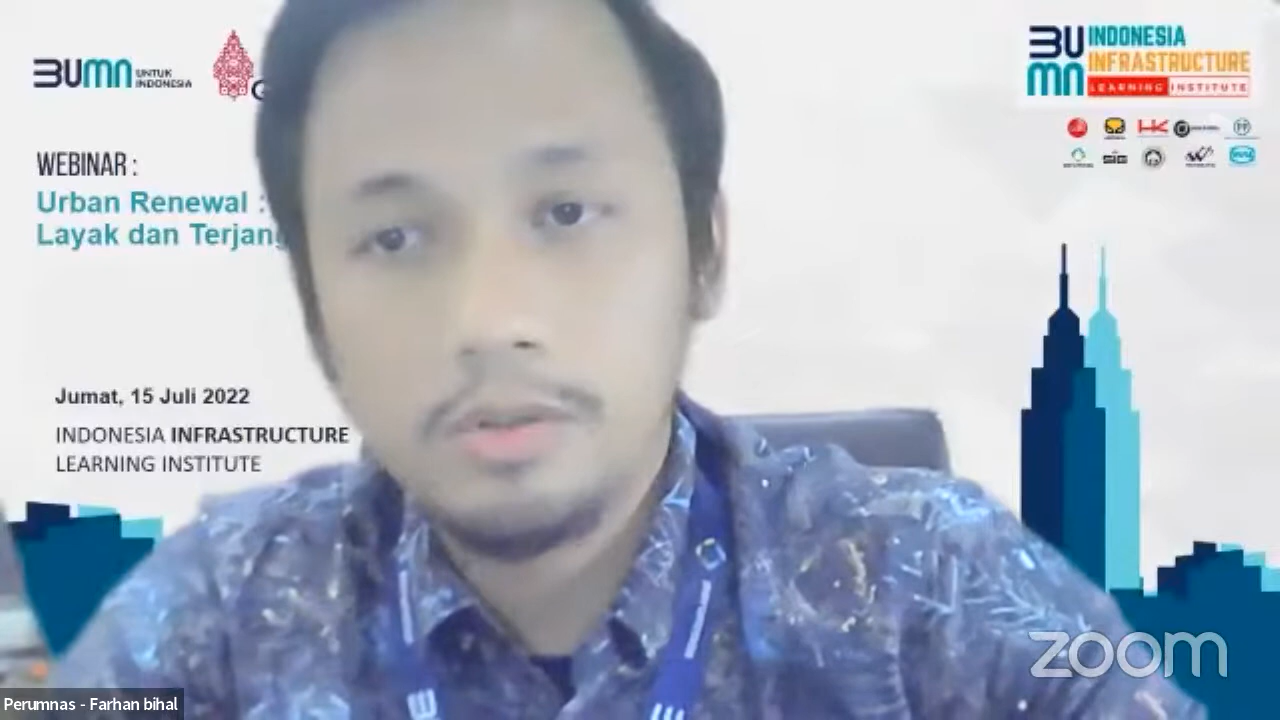 BUMN UNTUK
INDONESIA
G
BUMN INDONESIA
INFRASTRUCTURE
LEARNING INSTITUTE
HK
PP
WEBINAR :
Urban Renewal :
Layak dan Terjang
Jumat, 15 Juli 2022
INDONESIA INFRASTRUCTURE
LEARNING INSTITUTE
zoom
Perumnas - Farhan bihal